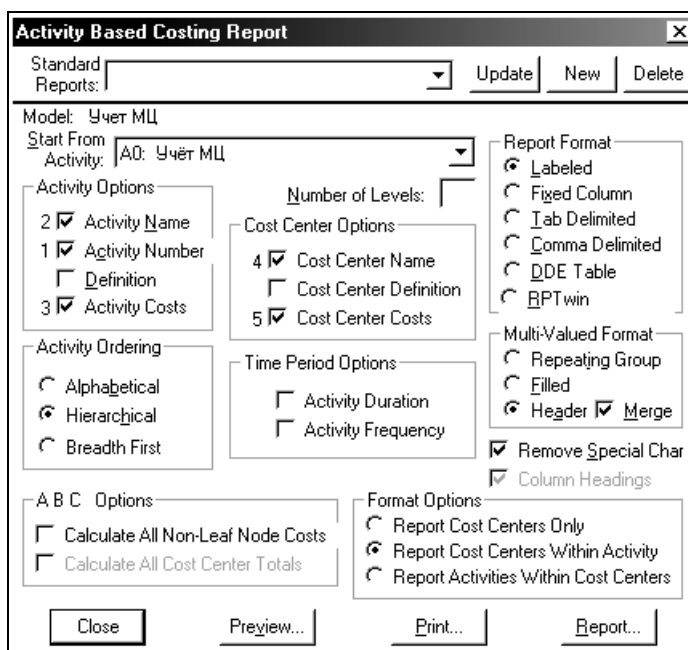 Activity Based Costing Report
Standard Reports:
Update New Delete
Model: Учет МЦ
Start From Activity: A0: Учёт МЦ
Number of Levels:
Activity Options
2 Activity Name
1 Activity Number
Definition
3 Activity Costs
Cost Center Options
4 Cost Center Name
Cost Center Definition
5 Cost Center Costs
Report Format
Labeled
Fixed Column
Tab Delimited
Comma Delimited
DDE Table
RPTwin
Activity Ordering
Alphabetical
Hierarchical
Breadth First
Time Period Options
Activity Duration
Activity Frequency
Multi-Valued Format
Repeating Group
Filled
Header Merge
Remove Special Char
Column Headings
A B C Options
Calculate All Non-Leaf Node Costs
Calculate All Cost Center Totals
Format Options
Report Cost Centers Only
Report Cost Centers Within Activity
Report Activities Within Cost Centers
Close Preview... Print... Report...